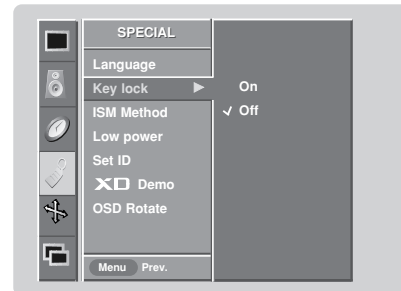 SPECIAL
Language
Key lock ▶
On
✓ Off
ISM Method
Low power
Set ID
XD Demo
OSD Rotate
Menu Prev.